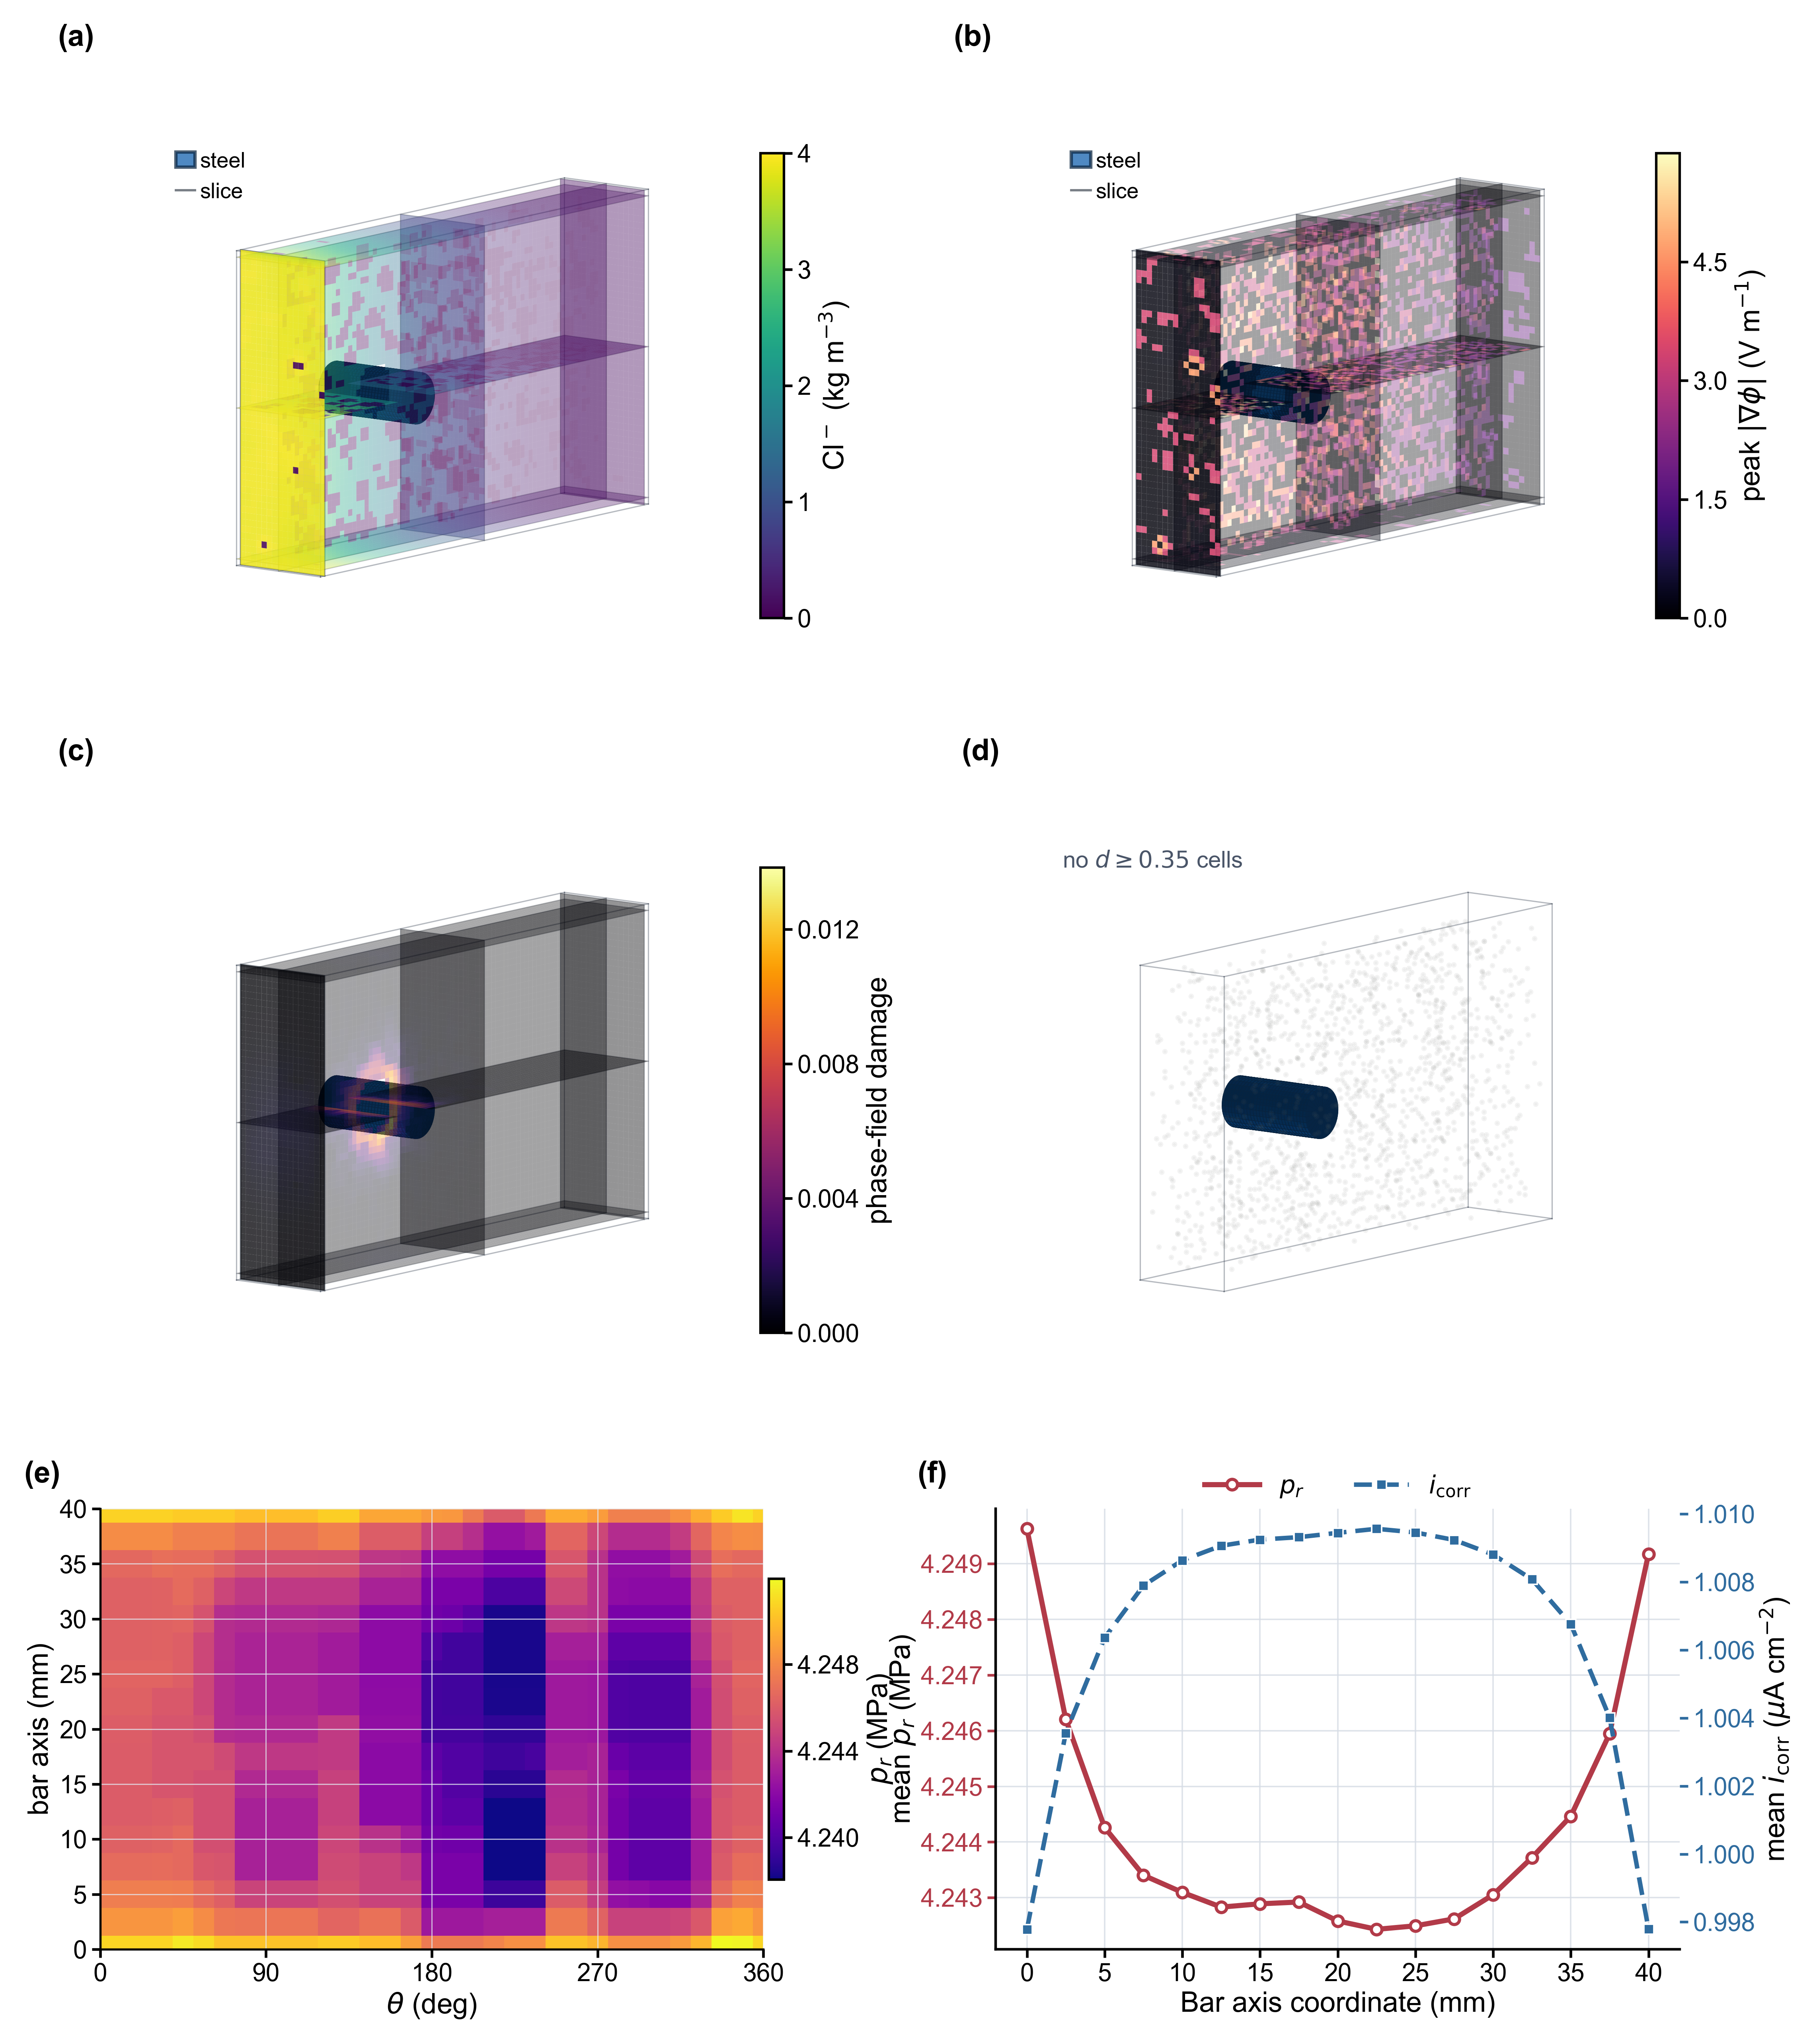 (a)
steel
slice
4
3
2
1
0
Cl⁻ (kg m⁻³)
(b)
steel
slice
4.5
3.0
1.5
0.0
peak |∇ϕ| (V m⁻¹)
(c)
0.012
0.008
0.004
0.000
phase-field damage
(d)
no d ≥ 0.35 cells
(e)
40
35
30
25
20
15
10
5
0
bar axis (mm)
0 90 180 270 360
θ (deg)
4.248
4.244
4.240
p_r (MPa)
(f)
p_r
i_corr
4.249
4.248
4.247
4.246
4.245
4.244
4.243
mean p_r (MPa)
0 5 10 15 20 25 30 35 40
Bar axis coordinate (mm)
1.010
1.008
1.006
1.004
1.002
1.000
0.998
mean i_corr (μA cm⁻²)